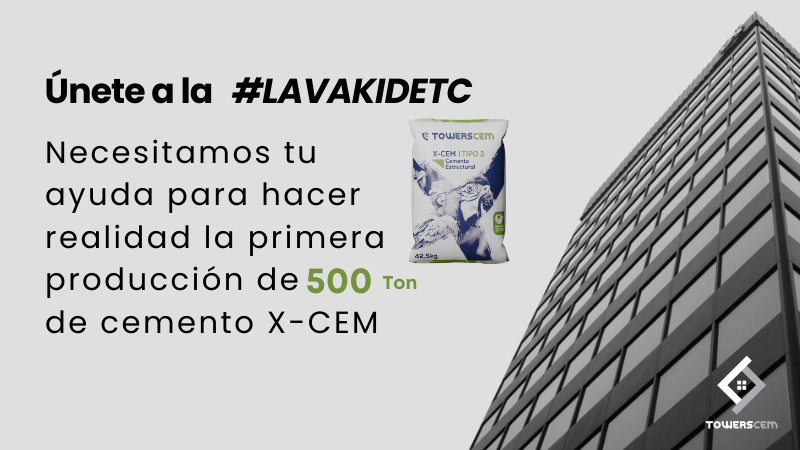 Únete a la #LAVAKIDETC
Necesitamos tu
ayuda para hacer
realidad la primera
producción de 500 Ton
de cemento X-CEM
TOWERSCEM
X-CEM | TIPO 3
Cemento
Estructural
42.5kg
TOWERSCEM